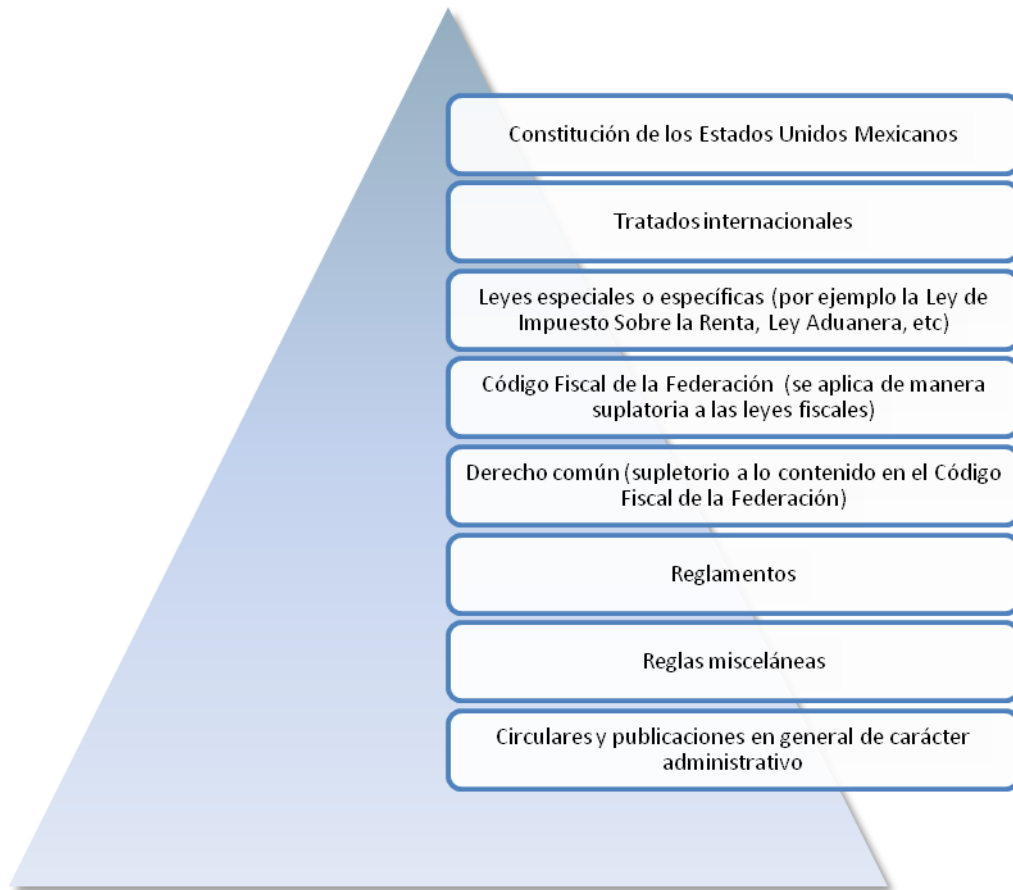 Constitución de los Estados Unidos Mexicanos
Tratados internacionales
Leyes especiales o específicas (por ejemplo la Ley de
Impuesto Sobre la Renta, Ley Aduanera, etc)
Código Fiscal de la Federación (se aplica de manera
suplatoria a las leyes fiscales)
Derecho común (supletorio a lo contenido en el Código
Fiscal de la Federación)
Reglamentos
Reglas misceláneas
Circulares y publicaciones en general de carácter
administrativo